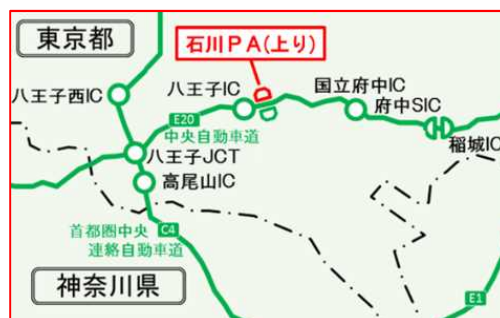 東京都
石川PA(上り)
八王子西IC
八王子IC
国立府中IC
府中SIC
稲城IC
E20
中央自動車道
八王子JCT
高尾山IC
首都圏中央
連絡自動車道
C4
神奈川県
E1